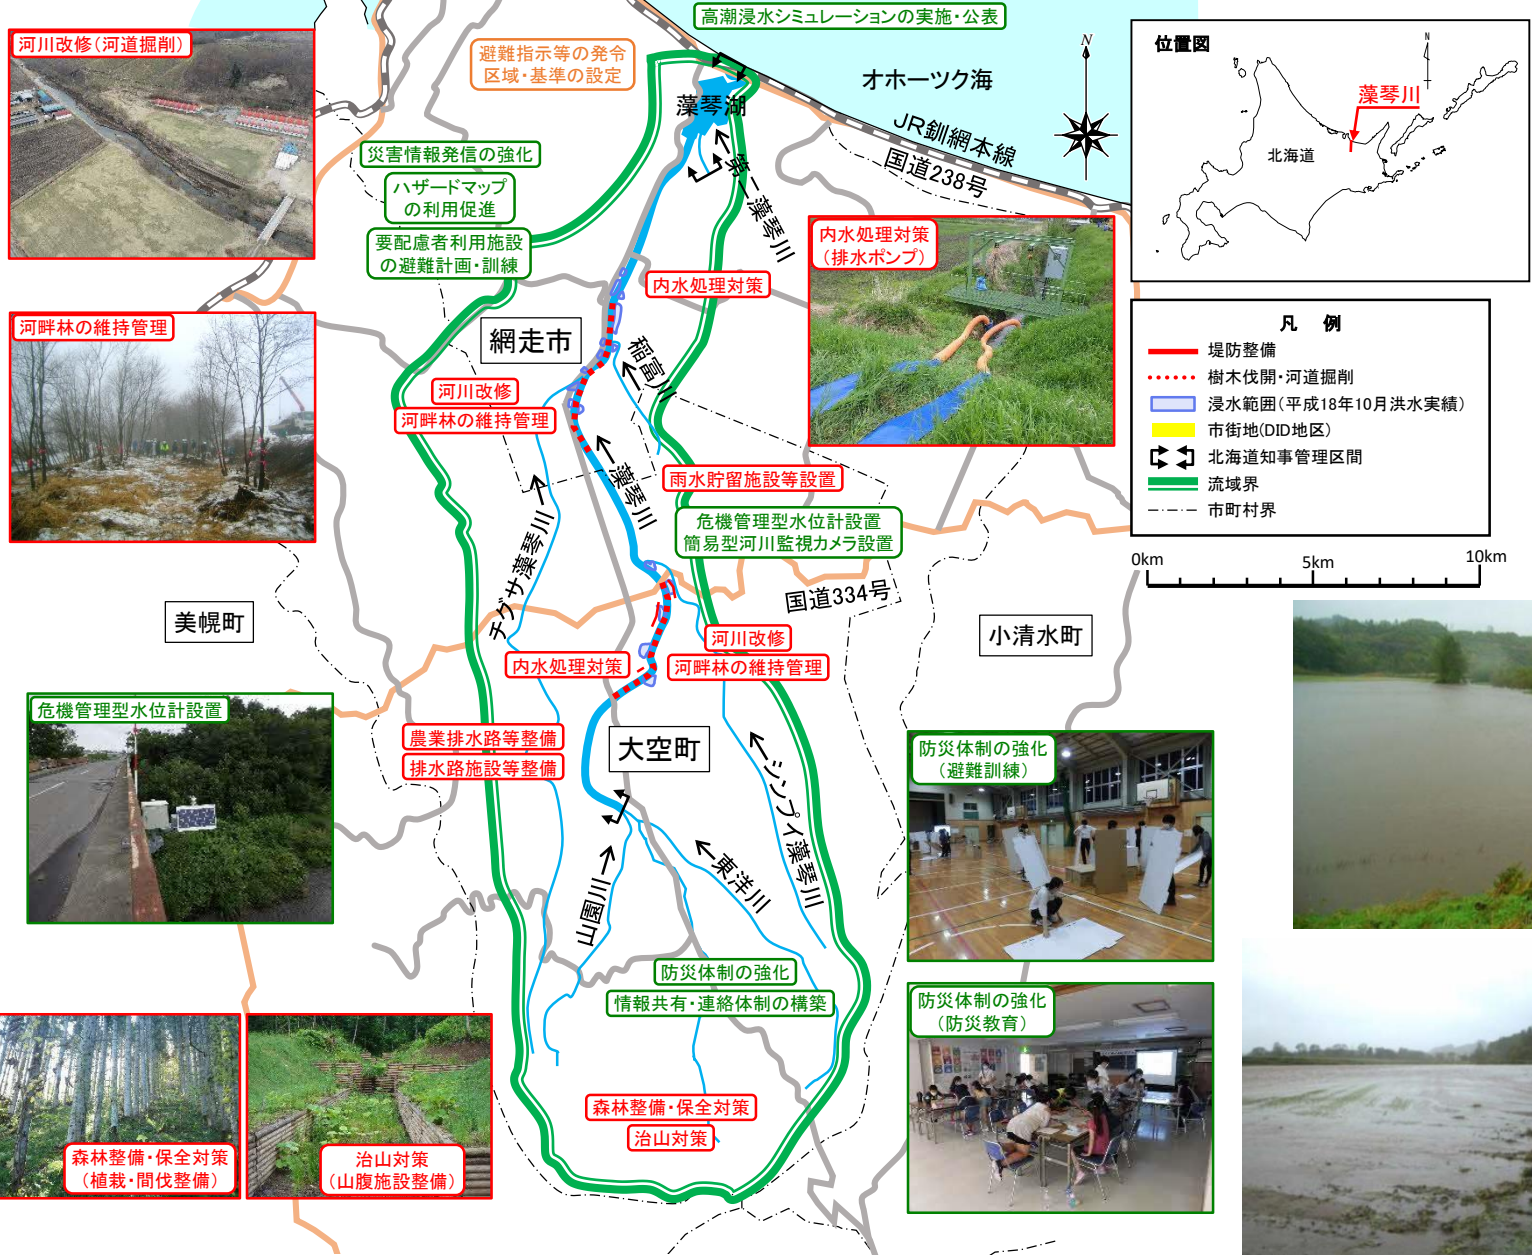 高潮浸水シミュレーションの実施・公表
河川改修(河道掘削)
避難指示等の発令
区域・基準の設定
オホーツク海
藻琴湖
JR釧網本線
国道238号
N
位置図
N
藻琴川
北海道
災害情報発信の強化
ハザードマップ
の利用促進
要配慮者利用施設
の避難計画・訓練
第二藻琴川
内水処理対策
内水処理対策
(排水ポンプ)
河畔林の維持管理
網走市
稲富川
河川改修
河畔林の維持管理
凡 例
堤防整備
樹木伐開・河道掘削
浸水範囲(平成18年10月洪水実績)
市街地(DID地区)
北海道知事管理区間
流域界
市町村界
0km
5km
10km
藻琴川
雨水貯留施設等設置
危機管理型水位計設置
簡易型河川監視カメラ設置
チグサ藻琴川
国道334号
美幌町
小清水町
河川改修
河畔林の維持管理
内水処理対策
危機管理型水位計設置
農業排水路等整備
排水路施設等整備
大空町
シンプイ藻琴川
東洋川
山園川
防災体制の強化
(避難訓練)
防災体制の強化
情報共有・連絡体制の構築
防災体制の強化
(防災教育)
森林整備・保全対策
治山対策
森林整備・保全対策
(植栽・間伐整備)
治山対策
(山腹施設整備)